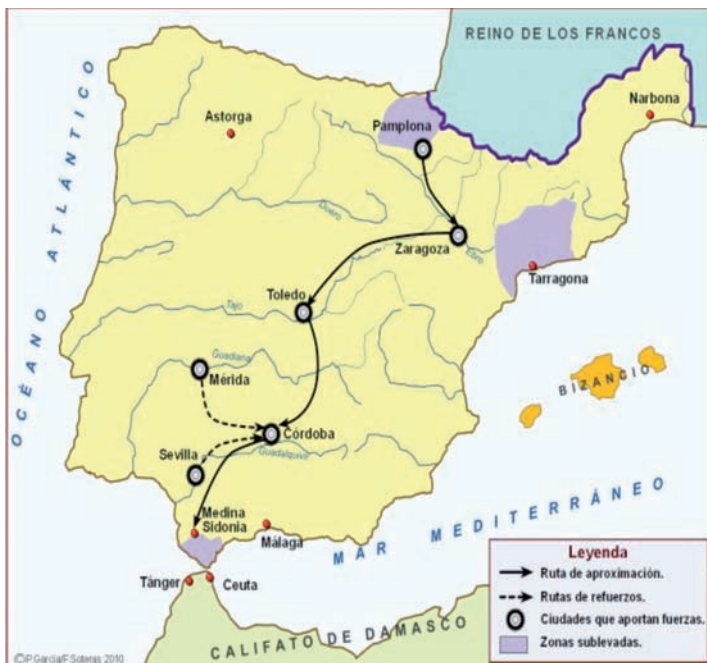 REINO DE LOS FRANCOS
Narbona
Astorga
Pamplona
OCÉANO ATLÁNTICO
Duero
Zaragoza
Ebro
Tarragona
Toledo
Tajo
BIZANCIO
Guadiana
Mérida
Córdoba
Sevilla
Guadalquivir
Medina
Sidonia
Málaga
MAR MEDITERRÁNEO
Tánger
Ceuta
CALIFATO DE DAMASCO
Leyenda
Ruta de aproximación.
Rutas de refuerzos.
Ciudades que aportan fuerzas.
Zonas sublevadas.
©P.García/F.Soteras 2010